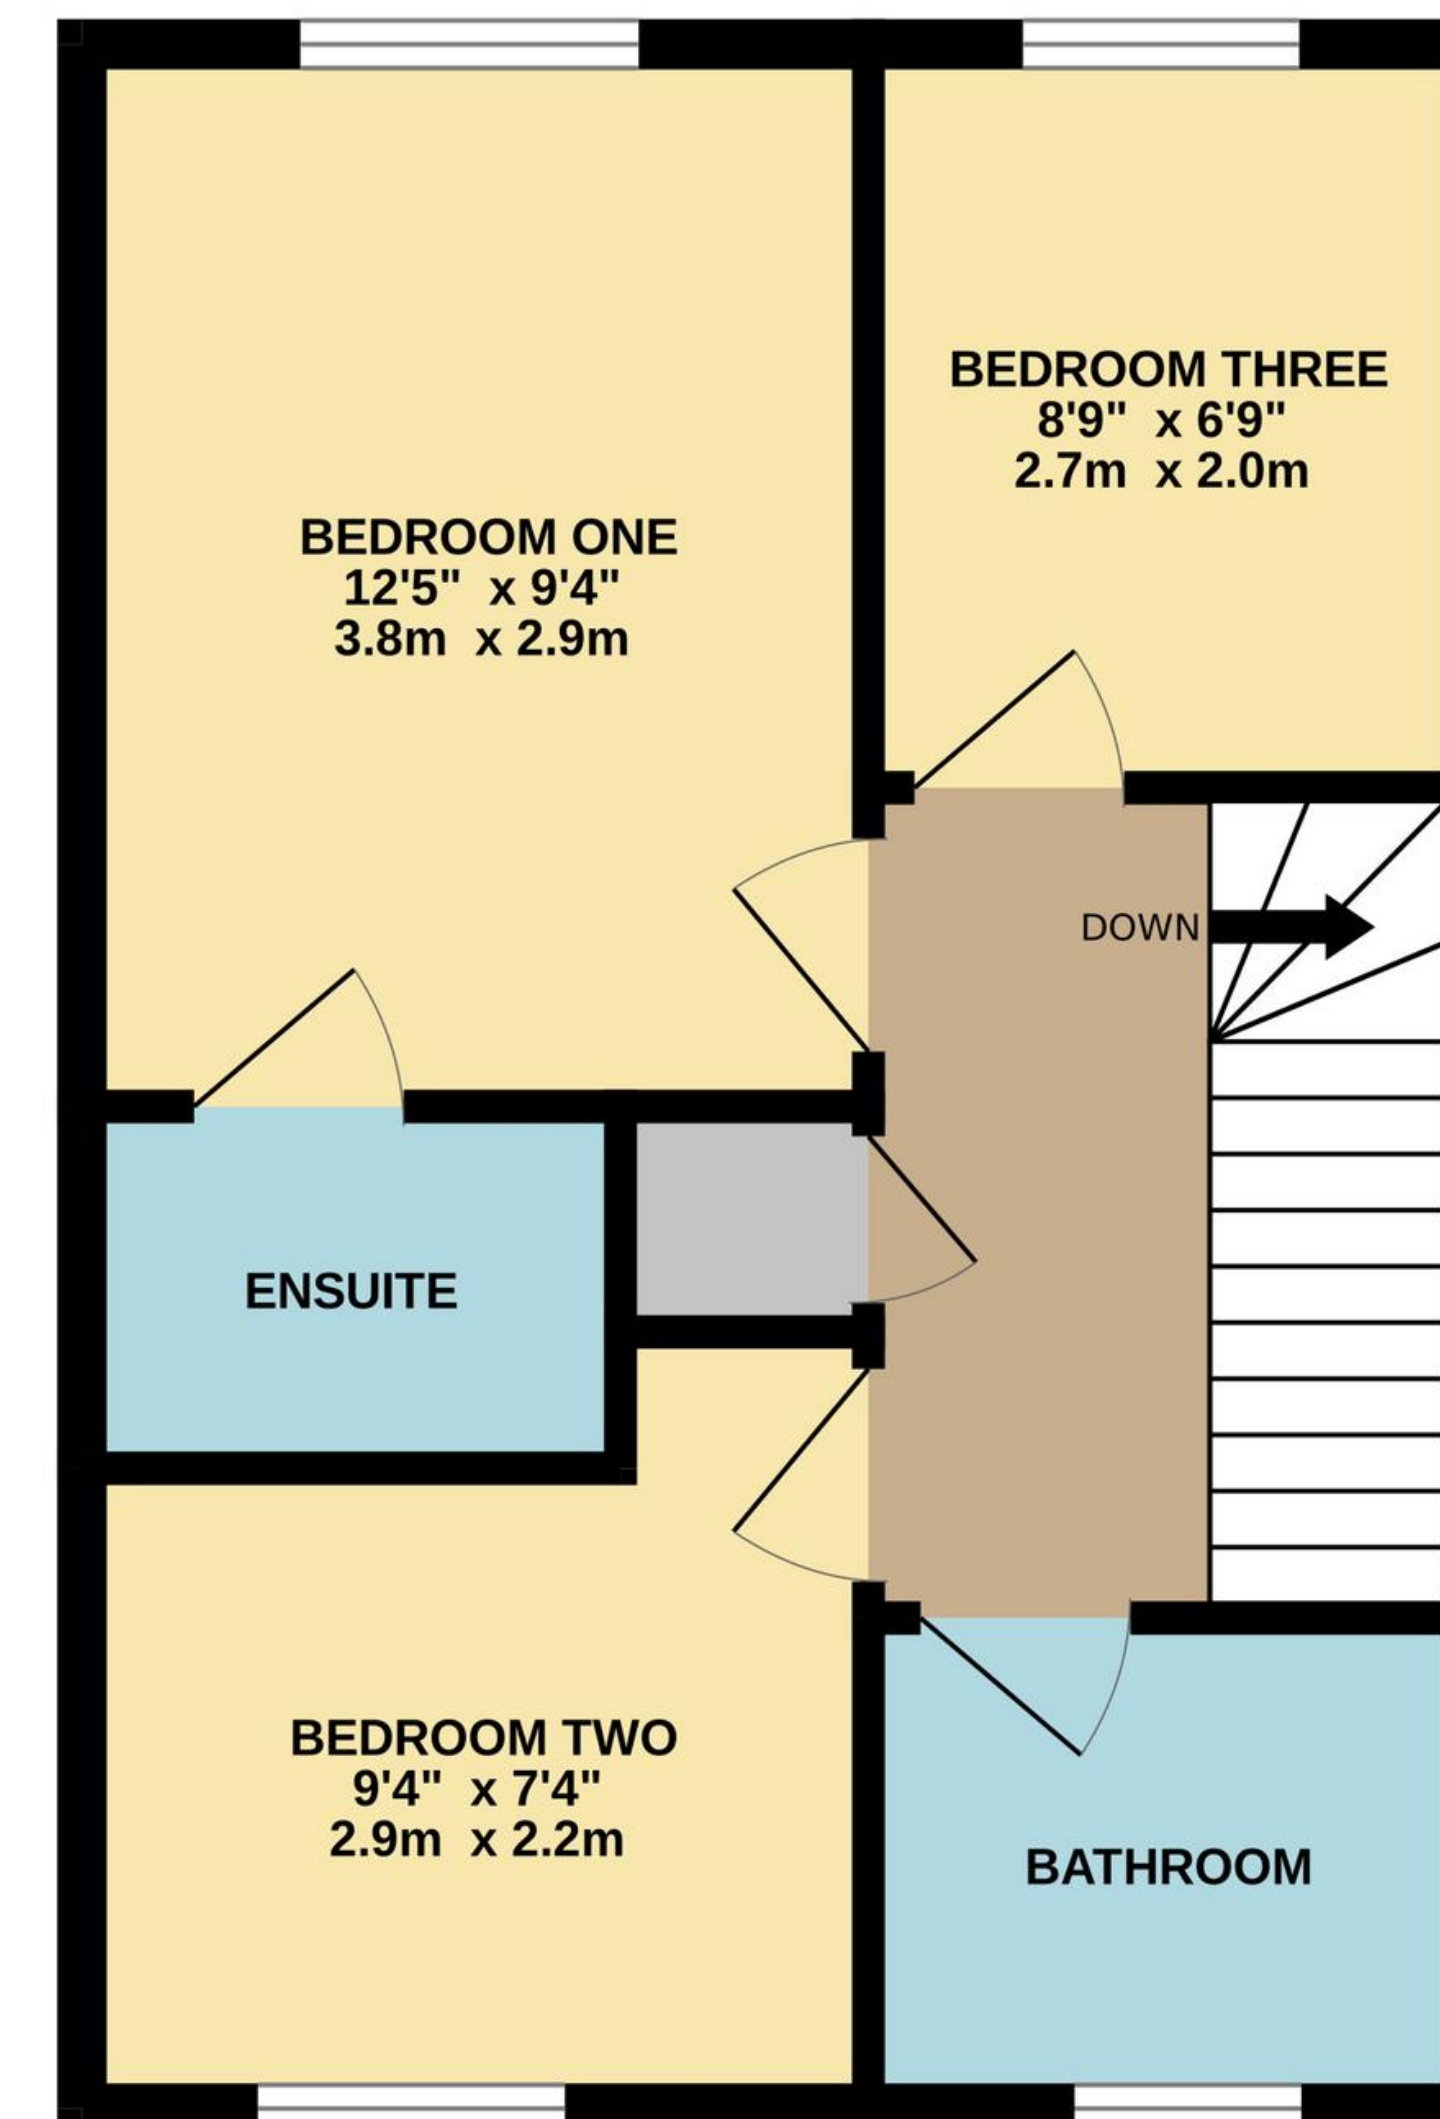 BEDROOM THREE
8'9"  x 6'9"
2.7m  x 2.0m
BEDROOM ONE
12'5"  x 9'4"
3.8m  x 2.9m
DOWN
ENSUITE
BEDROOM TWO
9'4"  x 7'4"
2.9m  x 2.2m
BATHROOM